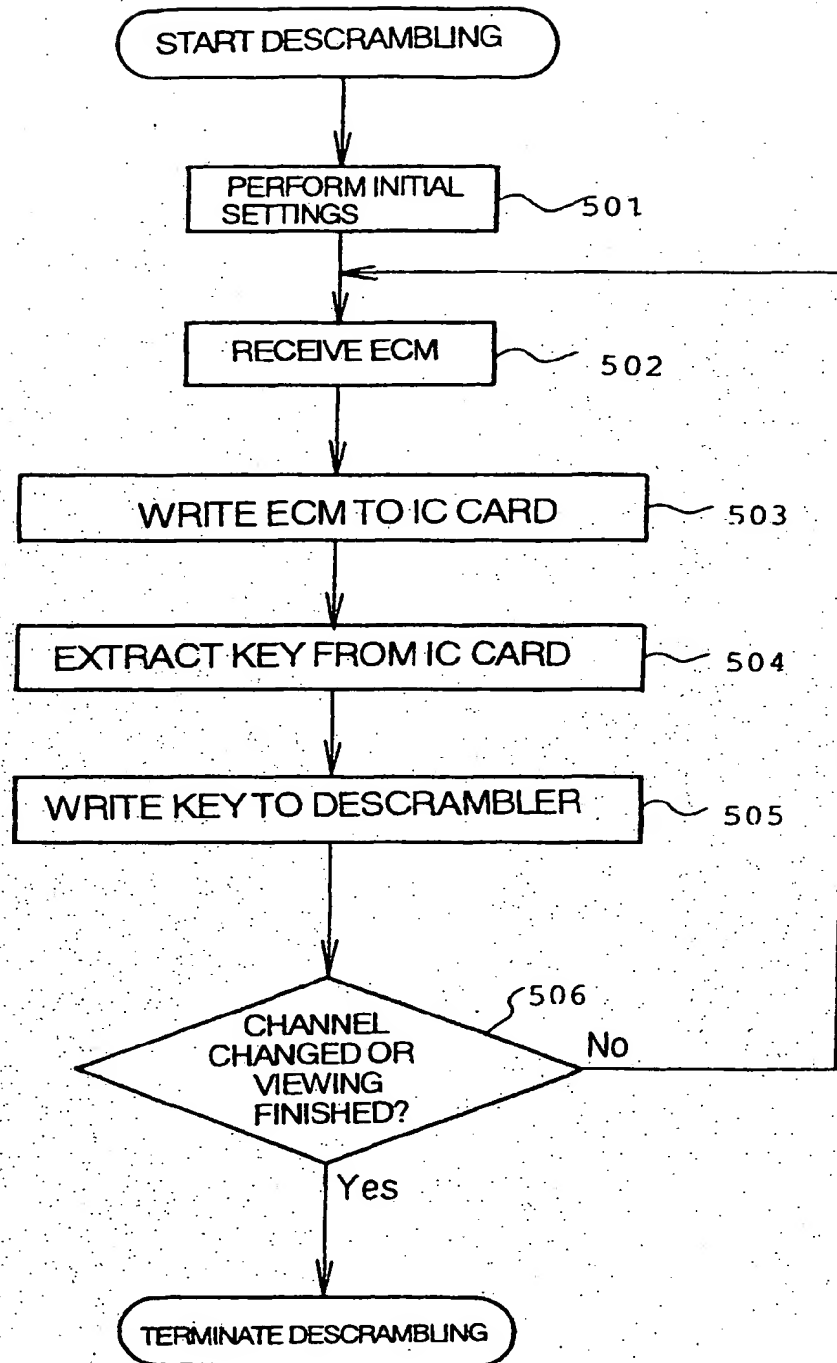 START DESCRAMBLING
PERFORM INITIAL
SETTINGS
501
RECEIVE ECM
502
WRITE ECM TO IC CARD
503
EXTRACT KEY FROM IC CARD
504
WRITE KEY TO DESCRAMBLER
505
506
CHANNEL
CHANGED OR
VIEWING
FINISHED?
No
Yes
TERMINATE DESCRAMBLING